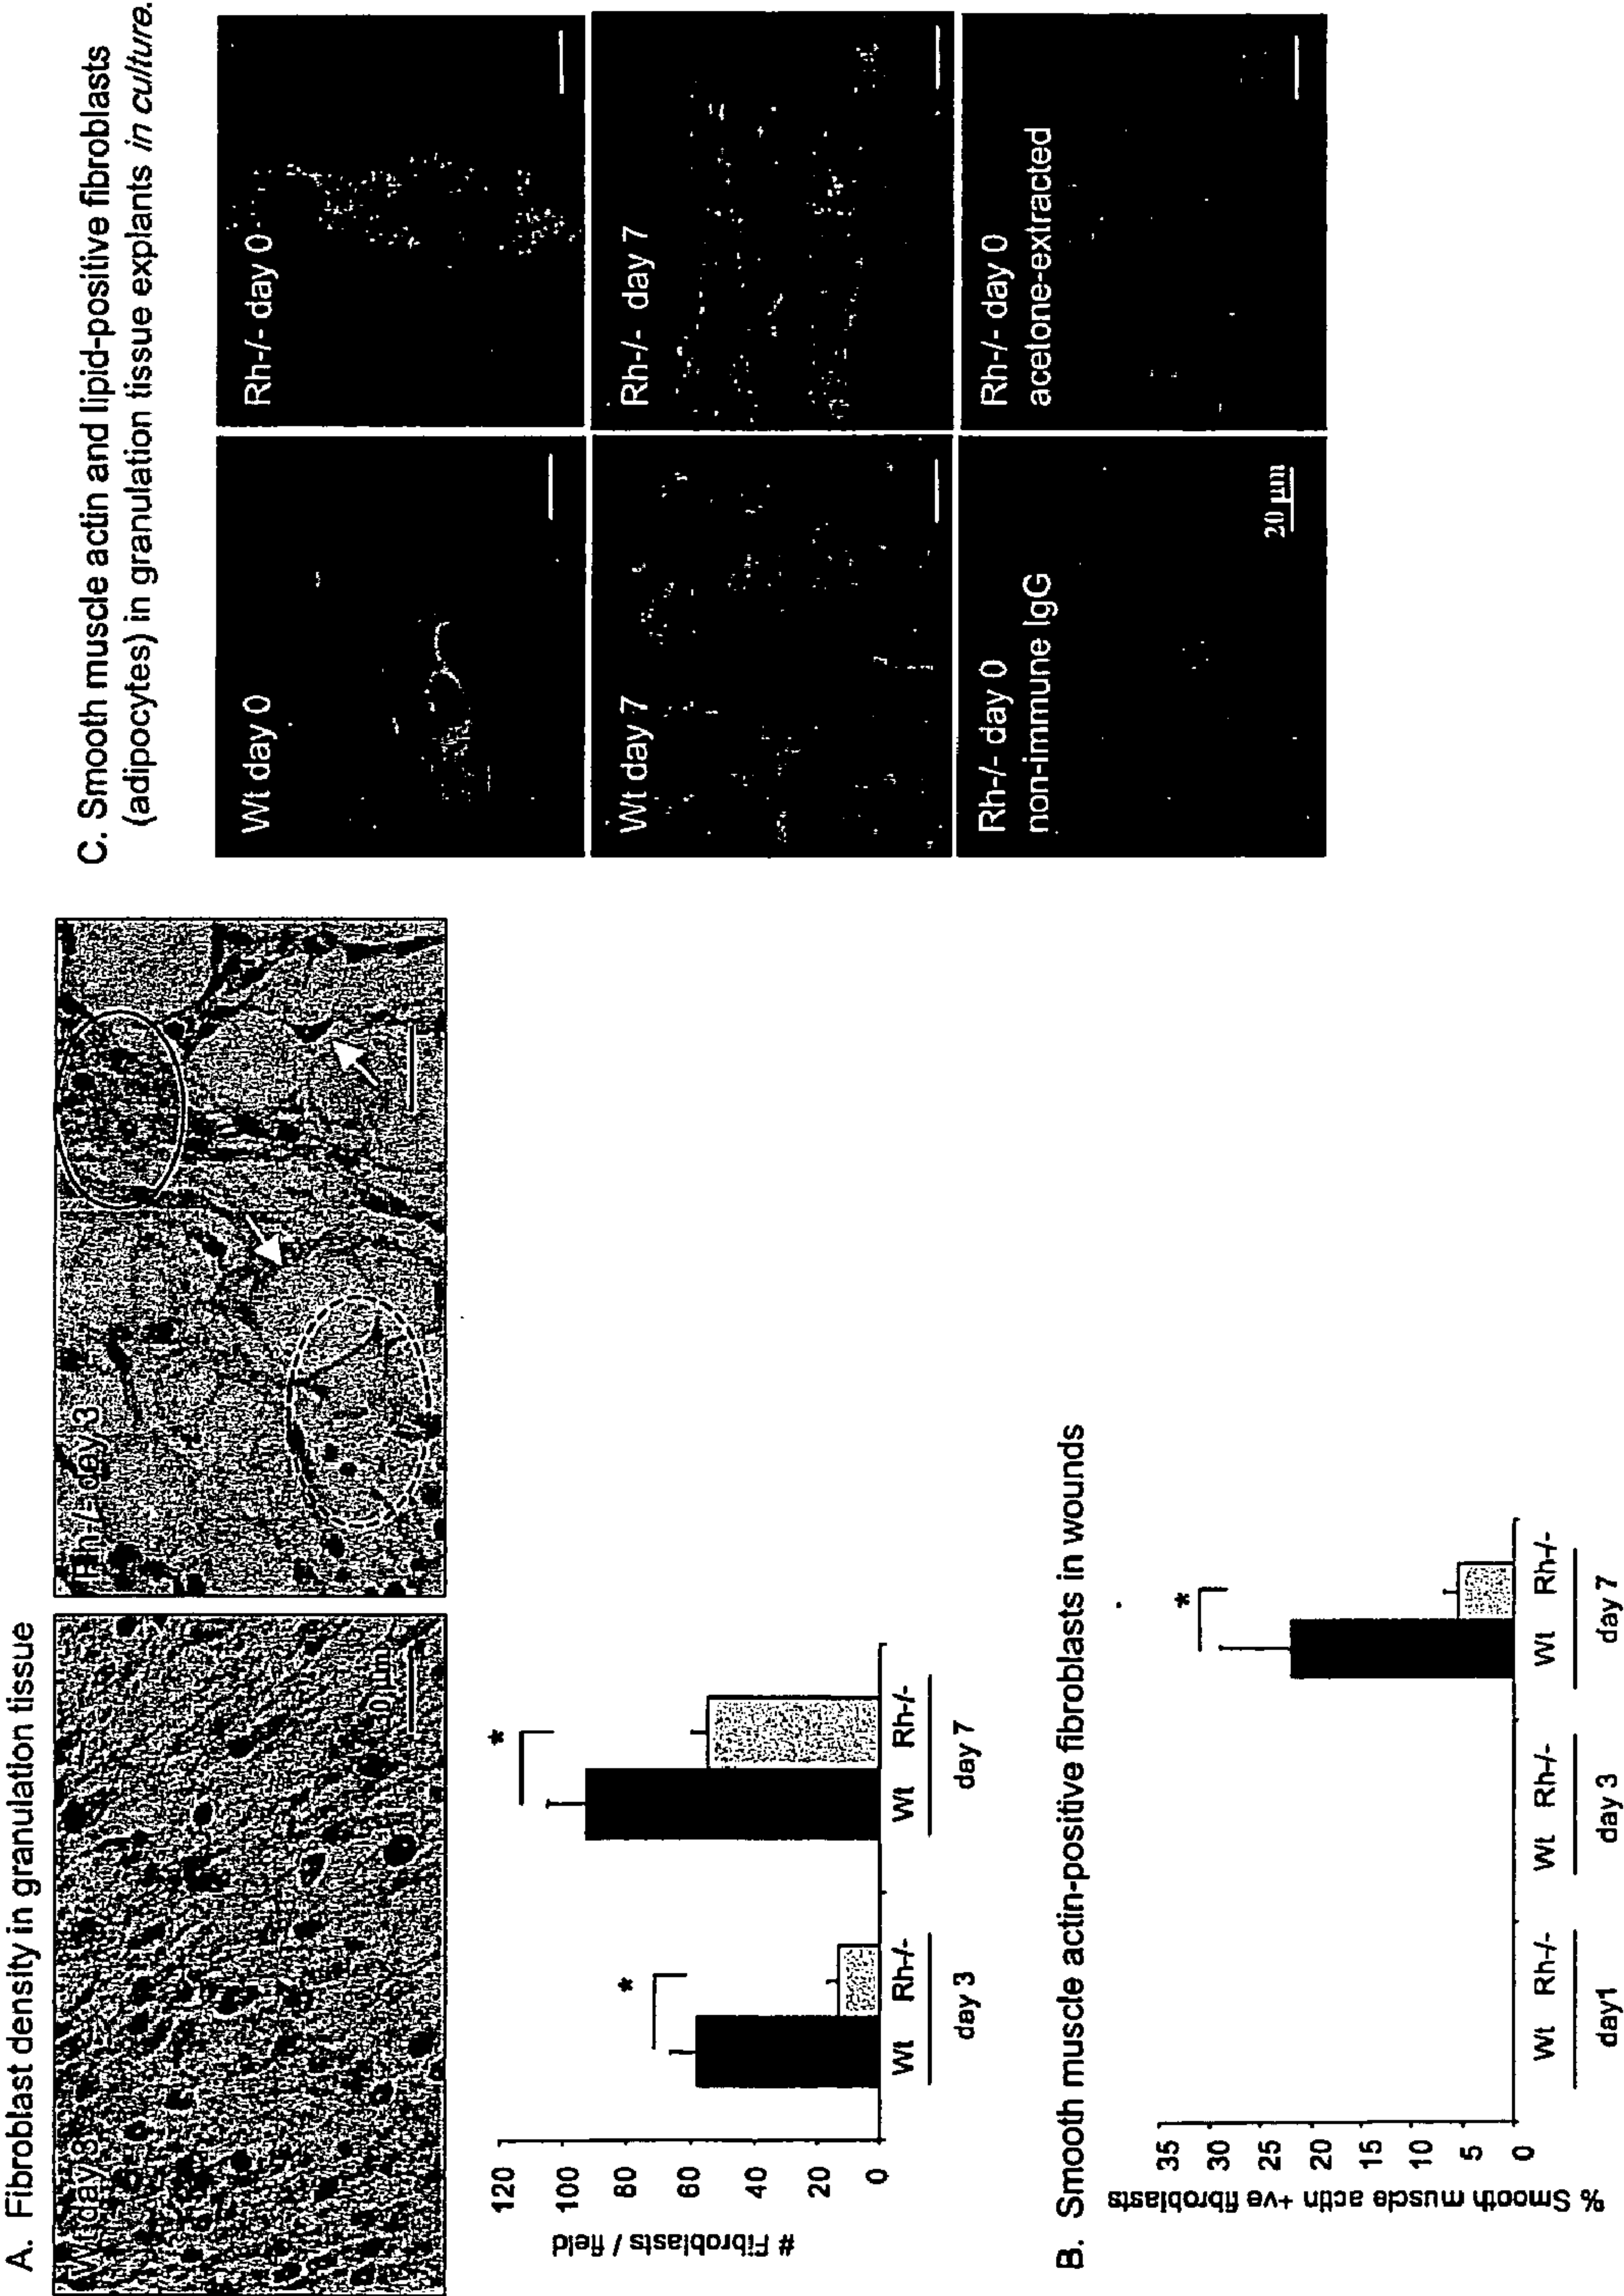 A. Fibroblast density in granulation tissue
Wt day 3
Rh-/- day 3
# Fibroblasts / field
120
100
80
60
40
20
0
*
*
Wt Rh-/- Wt Rh-/-
day 3 day 7
B. Smooth muscle actin-positive fibroblasts in wounds
% Smooth muscle actin +ve fibroblasts
35
30
25
20
15
10
5
0
*
Wt Rh-/- Wt Rh-/- Wt Rh-/-
day1 day 3 day 7
C. Smooth muscle actin and lipid-positive fibroblasts
(adipocytes) in granulation tissue explants in culture.
Wt day 0
Rh-/- day 0
Wt day 7
Rh-/- day 7
Rh-/- day 0
non-immune IgG
20 µm
Rh-/- day 0
acetone-extracted